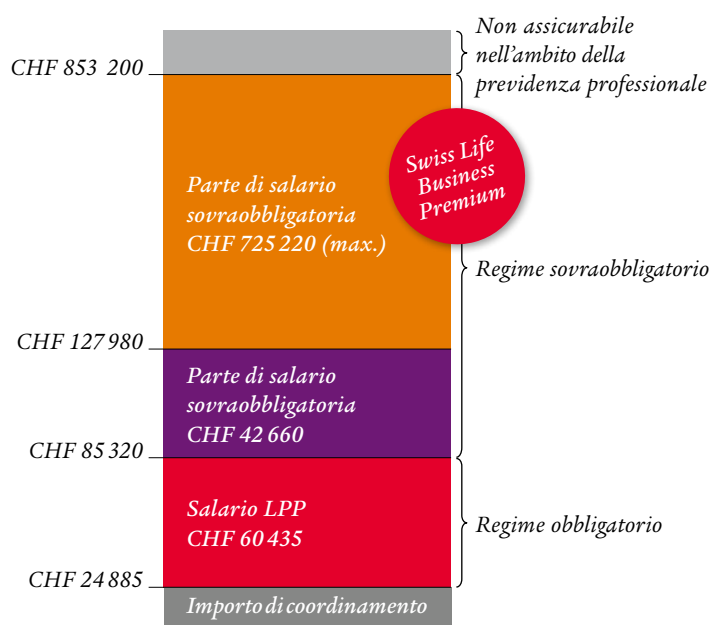 Non assicurabile
nell'ambito della
previdenza professionale
CHF 853 200
Swiss Life
Business
Premium
Parte di salario
sovraobbligatoria
CHF 725 220 (max.)
Regime sovraobbligatorio
CHF 127 980
Parte di salario
sovraobbligatoria
CHF 42 660
CHF 85 320
Salario LPP
CHF 60 435
Regime obbligatorio
CHF 24 885
Importo di coordinamento